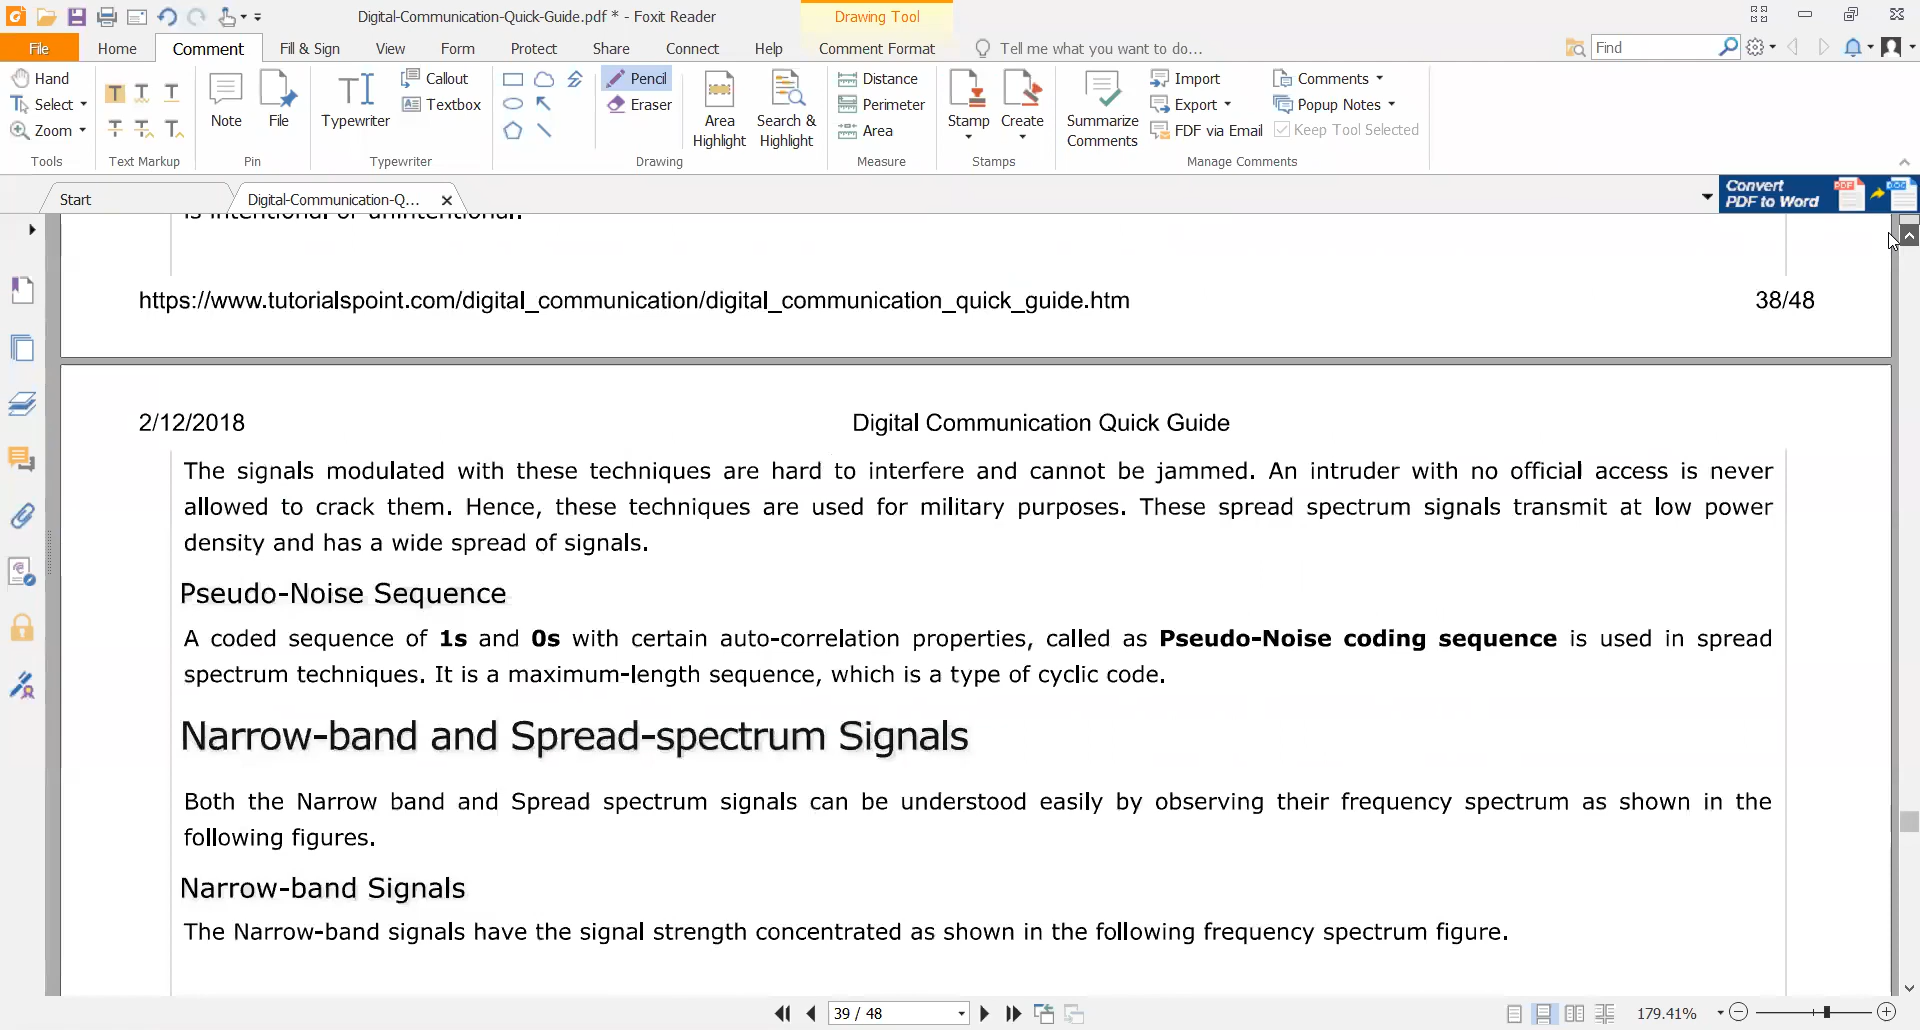 Digital-Communication-Quick-Guide.pdf * - Foxit Reader
Drawing Tool
File Home Comment Fill & Sign View Form Protect Share Connect Help Comment Format Tell me what you want to do... Find
Hand
Select
Zoom
Tools
Text Markup
Note
File
Pin
Typewriter
Callout
Textbox
Typewriter
Pencil
Eraser
Area Highlight
Search & Highlight
Drawing
Distance
Perimeter
Area
Measure
Stamp
Create
Stamps
Summarize Comments
Import
Export
FDF via Email
Comments
Popup Notes
Keep Tool Selected
Manage Comments
Start
Digital-Communication-Q...
Convert
PDF to Word
PDF
DOC
is intentional or unintentional.
https://www.tutorialspoint.com/digital_communication/digital_communication_quick_guide.htm 38/48
2/12/2018 Digital Communication Quick Guide
The signals modulated with these techniques are hard to interfere and cannot be jammed. An intruder with no official access is never
allowed to crack them. Hence, these techniques are used for military purposes. These spread spectrum signals transmit at low power
density and has a wide spread of signals.
Pseudo-Noise Sequence
A coded sequence of 1s and 0s with certain auto-correlation properties, called as Pseudo-Noise coding sequence is used in spread
spectrum techniques. It is a maximum-length sequence, which is a type of cyclic code.
Narrow-band and Spread-spectrum Signals
Both the Narrow band and Spread spectrum signals can be understood easily by observing their frequency spectrum as shown in the
following figures.
Narrow-band Signals
The Narrow-band signals have the signal strength concentrated as shown in the following frequency spectrum figure.
39 / 48
179.41%